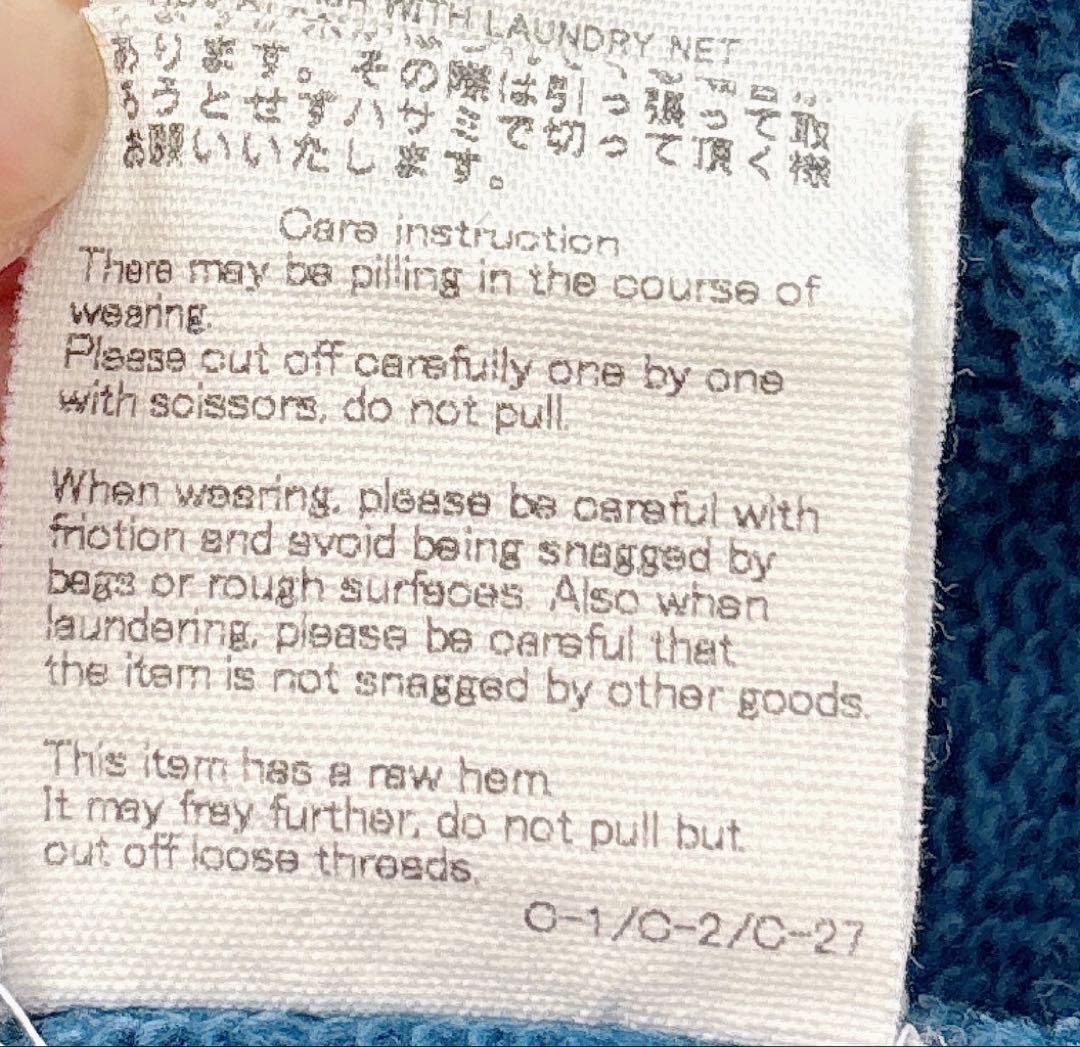 WITH LAUNDRY NET
あります。その際は引っ張って取
ろうとせずハサミで切って頂く様
お願いいたします。
Care instruction
There may be pilling in the course of
wearing.
Please cut off carefully one by one
with scissors, do not pull.
When wearing, please be careful with
friction and avoid being snagged by
bags or rough surfaces. Also when
laundering, please be careful that
the item is not snagged by other goods.
This item has a raw hem
It may fray further, do not pull but
cut off loose threads.
C-1/C-2/C-27